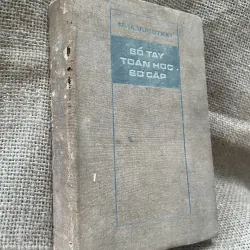 SỔ TAY
TOÁN HỌC
SƠ CẤP